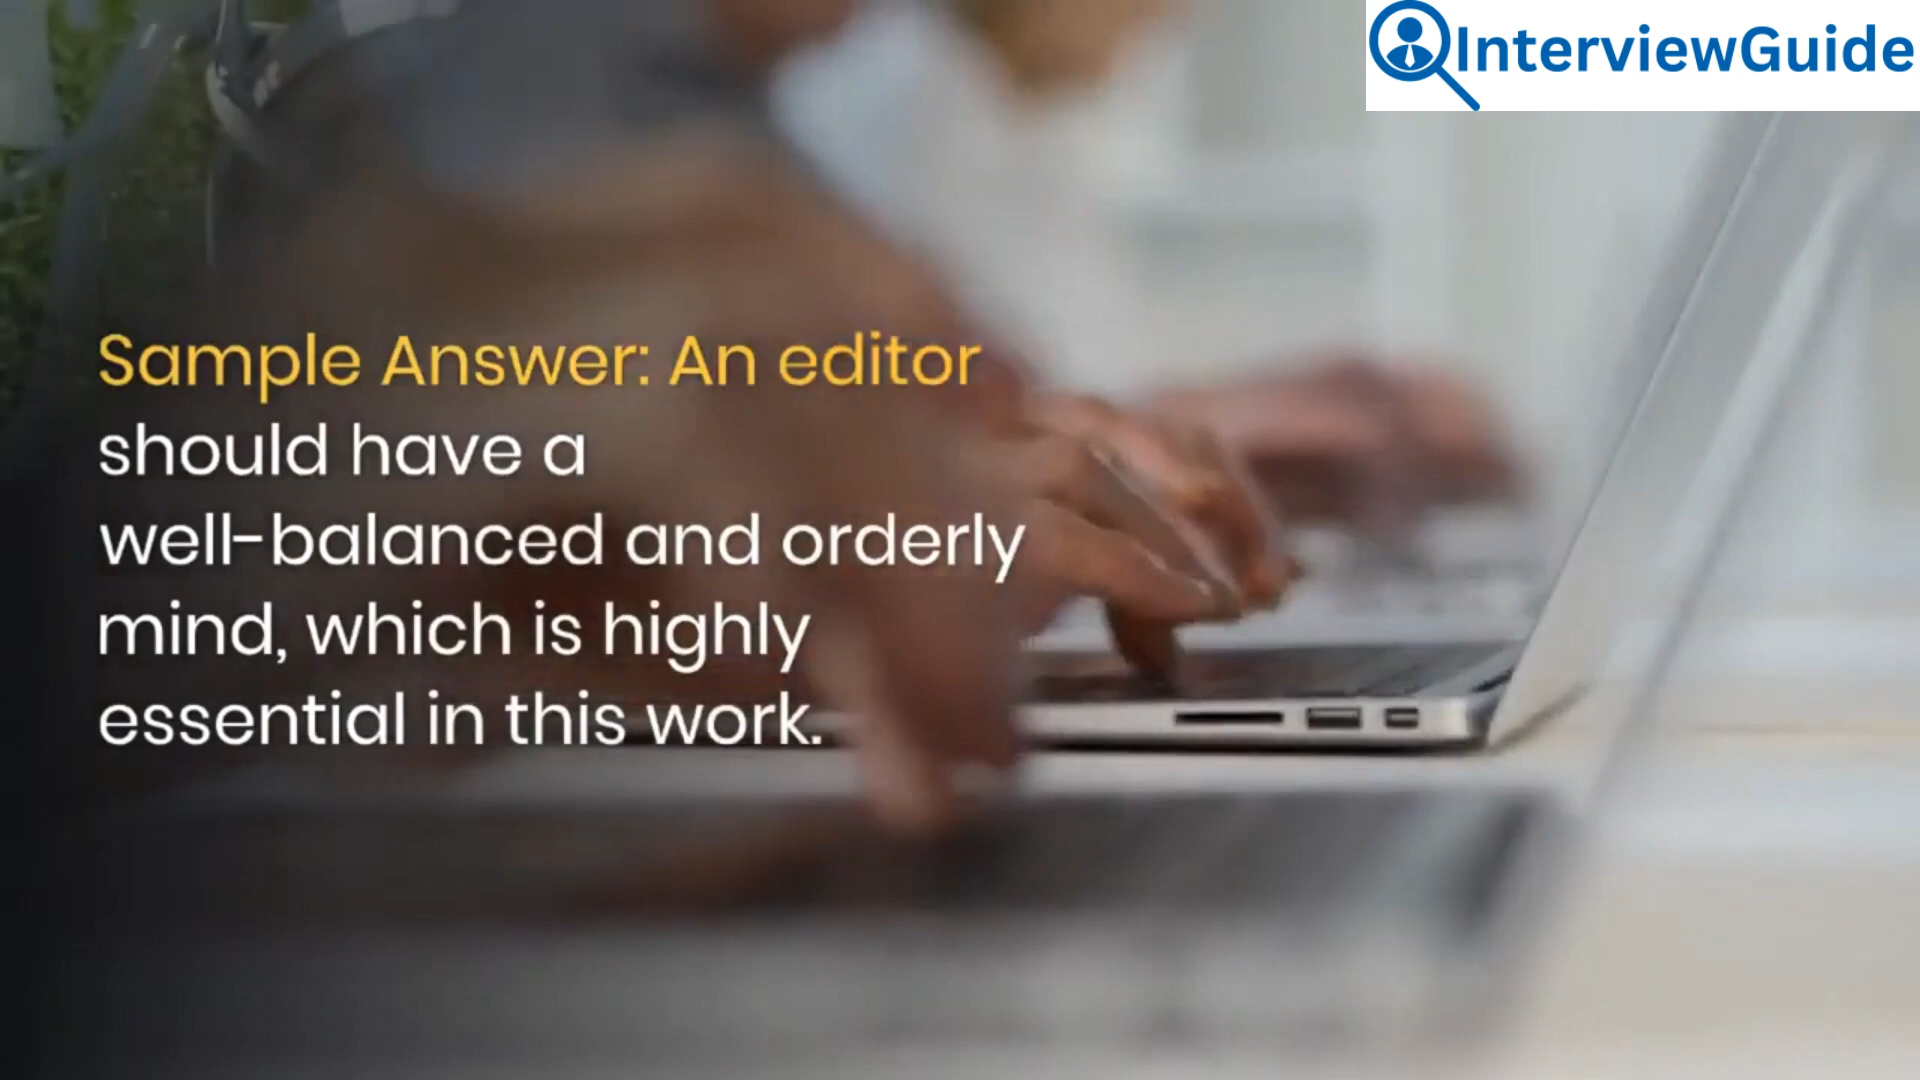 InterviewGuide
Sample Answer: An editor
should have a
well-balanced and orderly
mind, which is highly
essential in this work.